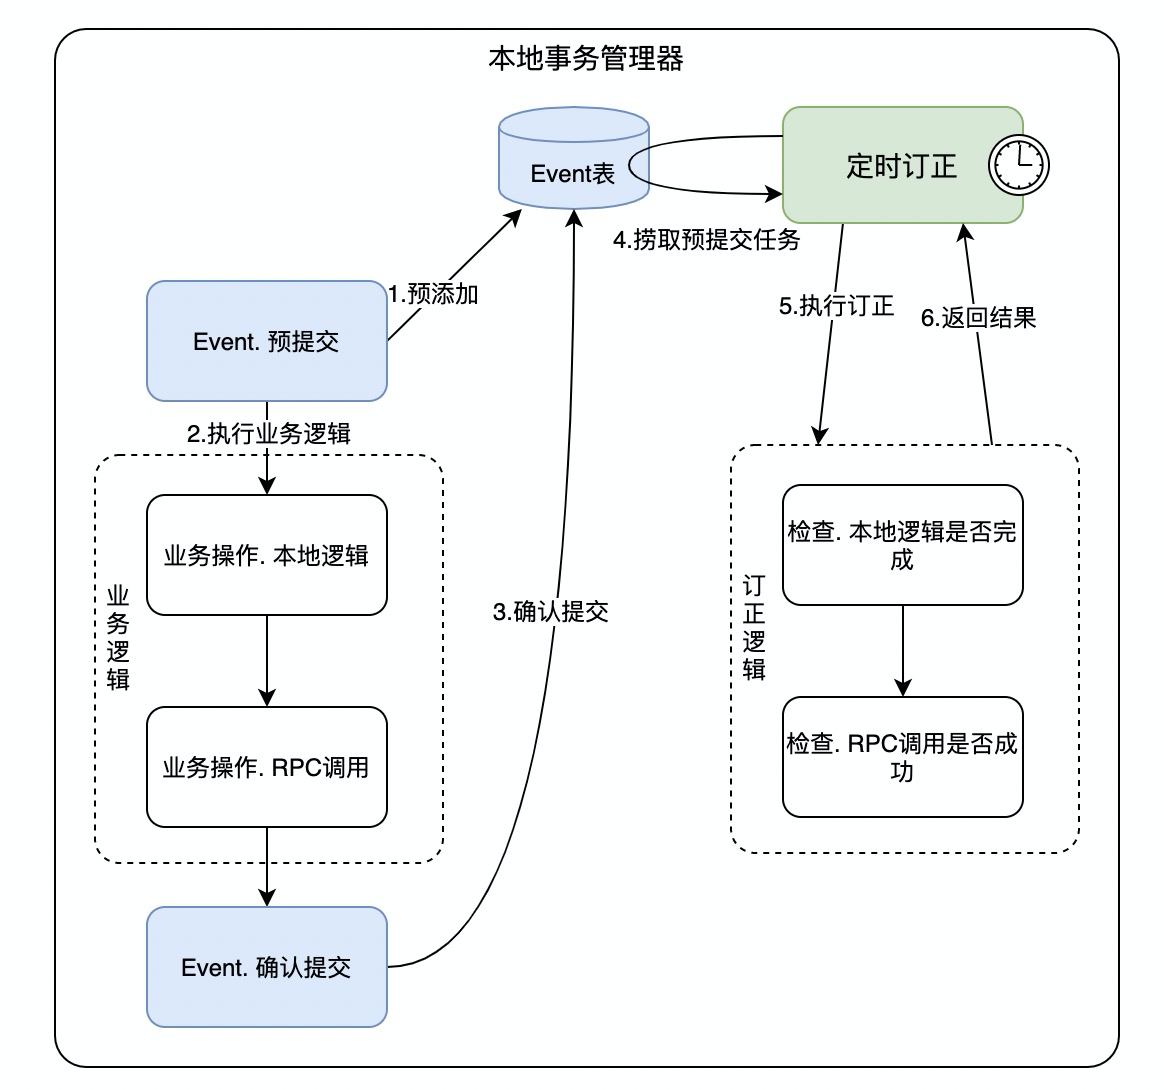 本地事务管理器
Event表
定时订正
4.捞取预提交任务
1.预添加
5.执行订正
6.返回结果
Event. 预提交
2.执行业务逻辑
业务操作. 本地逻辑
检查. 本地逻辑是否完
成
业
务
逻
辑
3.确认提交
订
正
逻
辑
业务操作. RPC调用
检查. RPC调用是否成
功
Event. 确认提交